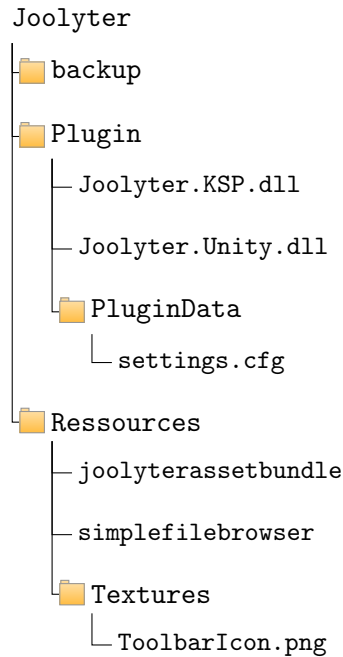 Joolyter
backup
Plugin
Joolyter.KSP.dll
Joolyter.Unity.dll
PluginData
settings.cfg
Ressources
joolyterassetbundle
simplefilebrowser
Textures
ToolbarIcon.png